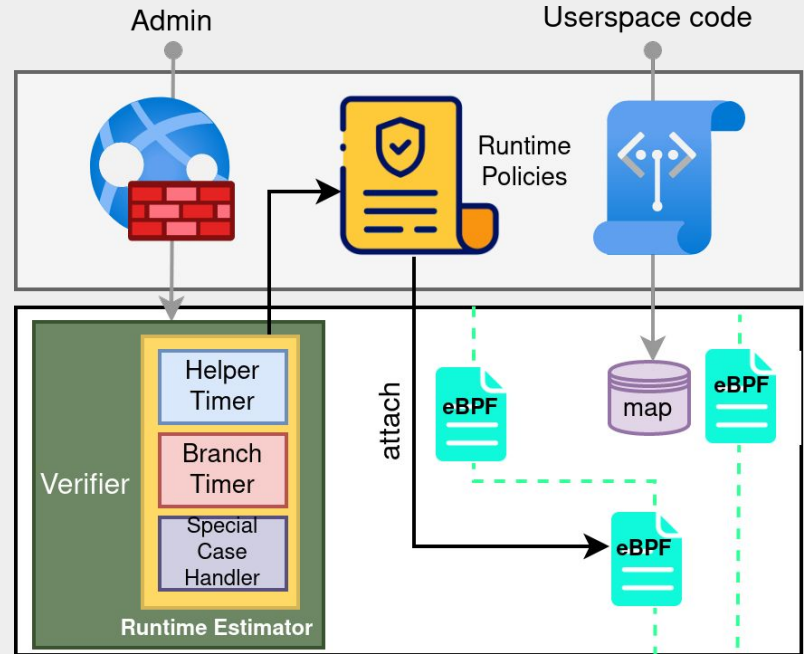 Admin
Userspace code
Runtime
Policies
Helper
Timer
Branch
Timer
Special
Case
Handler
Verifier
Runtime Estimator
attach
eBPF
map
eBPF
eBPF